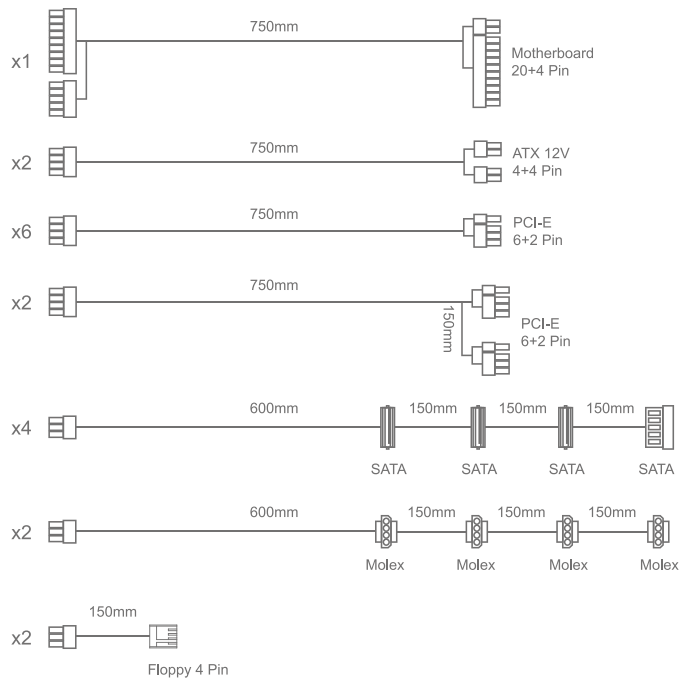 750mm
x1
Motherboard
20+4 Pin
750mm
x2
ATX 12V
4+4 Pin
750mm
x6
PCI-E
6+2 Pin
750mm
x2
150mm
PCI-E
6+2 Pin
600mm 150mm 150mm 150mm
x4
SATA SATA SATA SATA
600mm 150mm 150mm 150mm
x2
Molex Molex Molex Molex
150mm
x2
Floppy 4 Pin